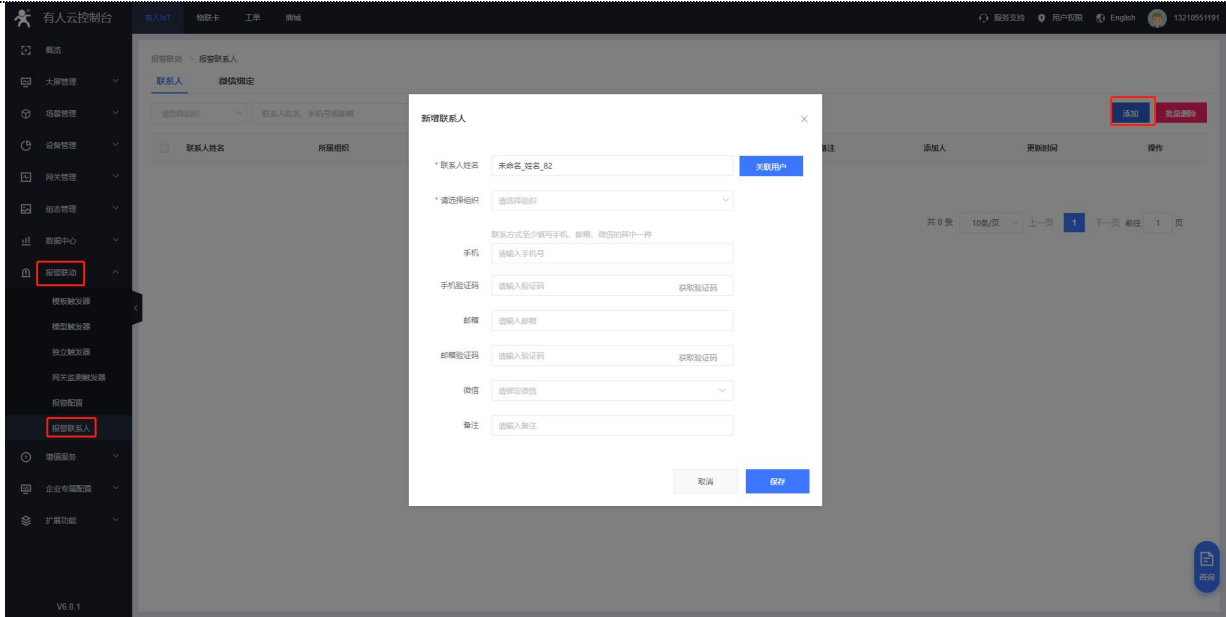 有人云控制台 有人IoT 物联卡 工单 商城 服务支持 用户权限 English 13210551191
概览
大屏管理
场景管理
设备管理
网关管理
组态管理
数据中心
报警联动
模板触发器
模型触发器
独立触发器
网关监测触发器
报警配置
报警联系人
增值服务
企业专属配置
扩展功能
V6.0.1
报警联动 > 报警联系人
联系人 微信绑定
请选择组织 联系人姓名、手机号或邮箱 添加 批量删除
联系人姓名 所属组织 备注 添加人 更新时间 操作
共 0 条 10条/页 上一页 1 下一页 前往 1 页
新增联系人
* 联系人姓名 未命名_姓名_82 关联用户
* 请选择组织 请选择组织
联系方式至少填写手机、邮箱、微信的其中一种
手机 请输入手机号
手机验证码 请输入验证码 获取验证码
邮箱 请输入邮箱
邮箱验证码 请输入验证码 获取验证码
微信 请绑定微信
备注 请输入备注
取消 保存
咨询